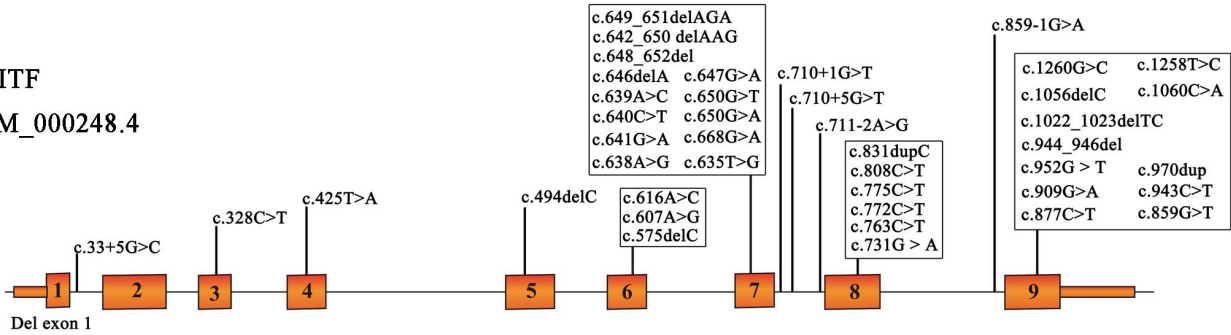 ITF
M_000248.4
c.33+5G>C
c.328C>T
c.425T>A
c.494delC
c.616A>C
c.607A>G
c.575delC
c.649_651delAGA
c.642_650 delAAG
c.648_652del
c.646delA c.647G>A
c.639A>C c.650G>T
c.640C>T c.650G>A
c.641G>A c.668G>A
c.638A>G c.635T>G
c.710+1G>T
c.710+5G>T
c.711-2A>G
c.831dupC
c.808C>T
c.775C>T
c.772C>T
c.763C>T
c.731G > A
c.859-1G>A
c.1260G>C c.1258T>C
c.1056delC c.1060C>A
c.1022_1023delTC
c.944_946del
c.952G > T c.970dup
c.909G>A c.943C>T
c.877C>T c.859G>T
1 2 3 4 5 6 7 8 9
Del exon 1